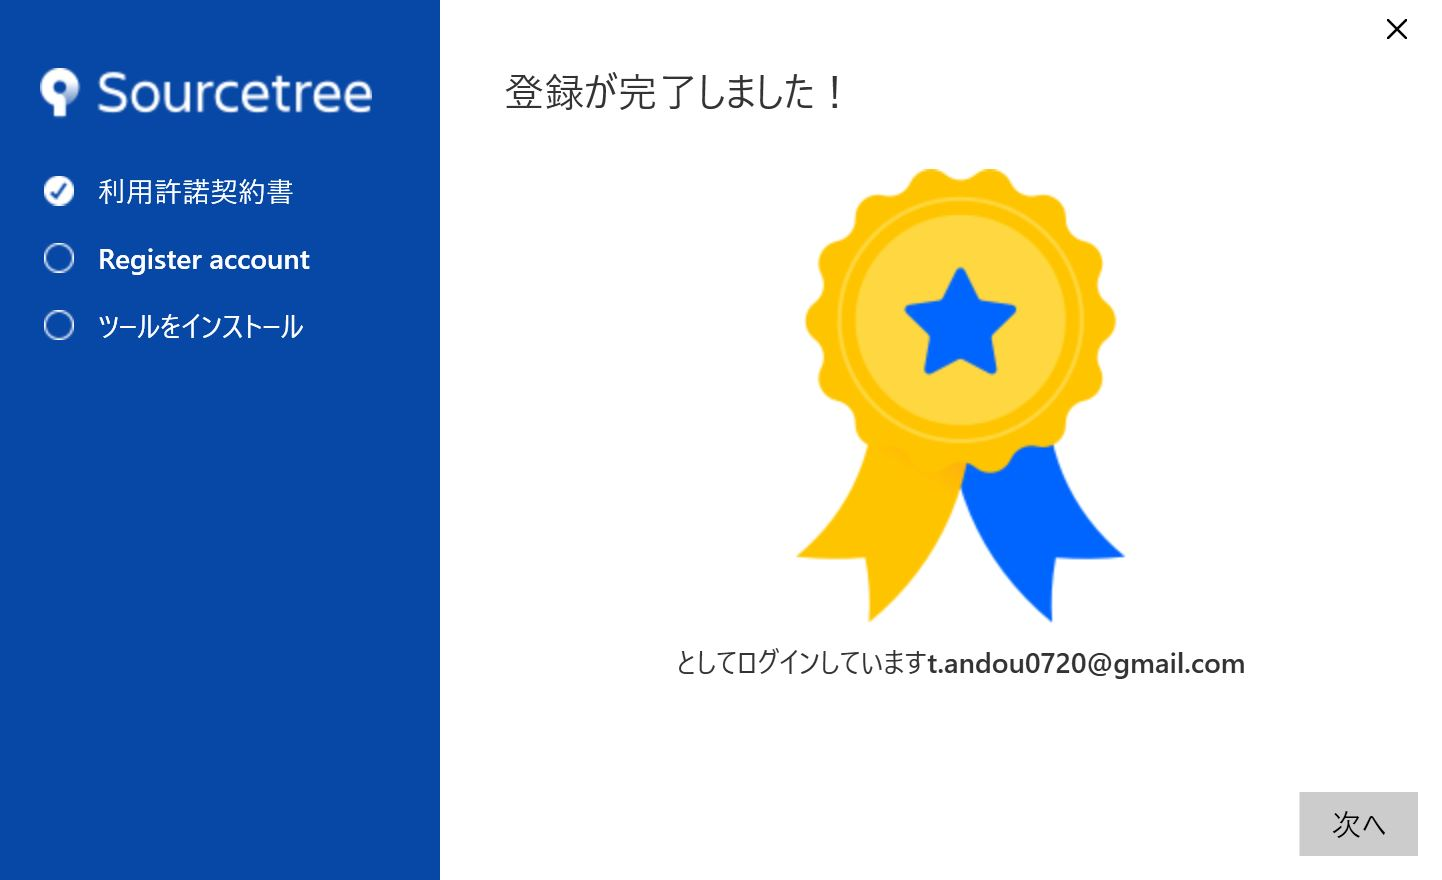 Sourcetree
利用許諾契約書
Register account
ツールをインストール
登録が完了しました！
としてログインしていますt.andou0720@gmail.com
次へ